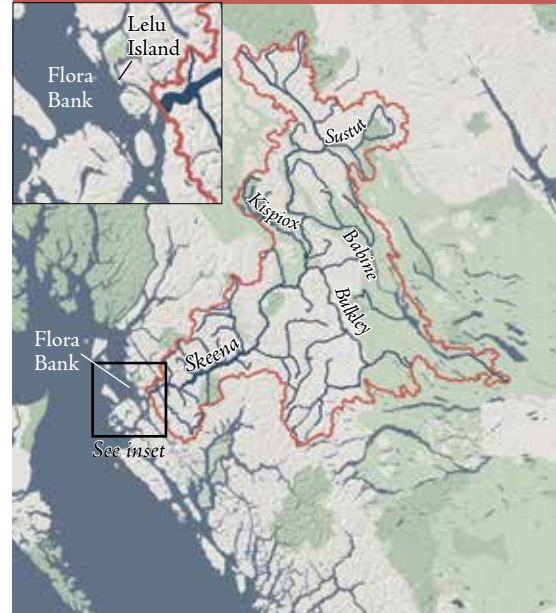 Lelu
Island
Flora
Bank
Sustut
Kispiox
Babine
Bulkley
Skeena
Flora
Bank
See inset